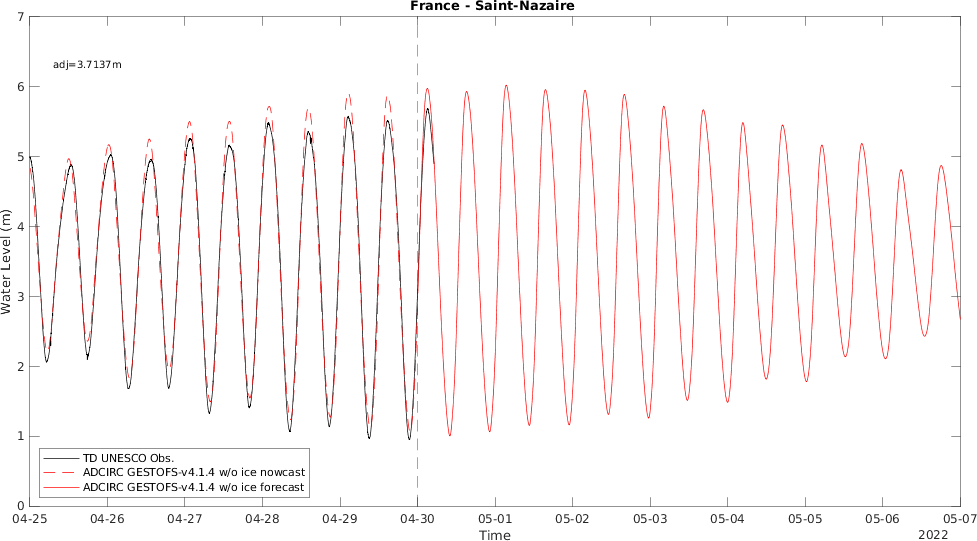 France - Saint-Nazaire
7
adj=3.7137m
6
5
4
Water Level (m)
3
2
1
TD UNESCO Obs.
ADCIRC GESTOFS-v4.1.4 w/o ice nowcast
ADCIRC GESTOFS-v4.1.4 w/o ice forecast
0
04-25 04-26 04-27 04-28 04-29 04-30 05-01 05-02 05-03 05-04 05-05 05-06 05-07
Time 2022